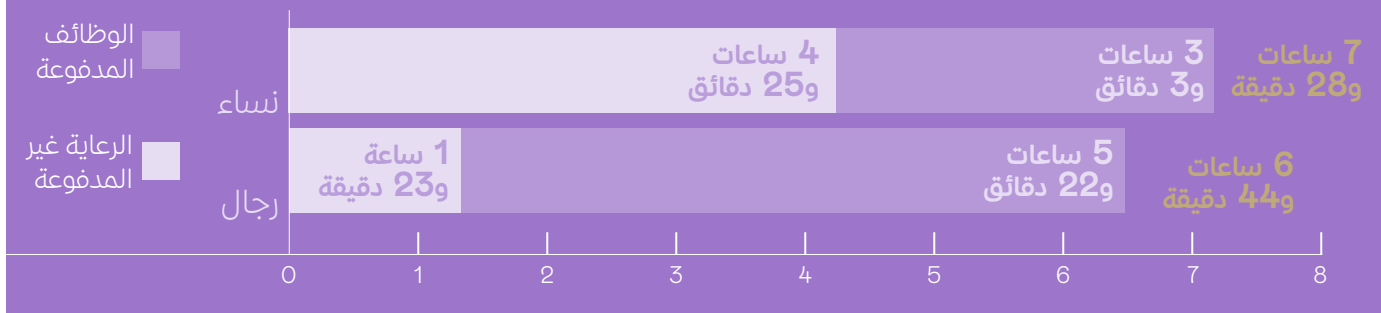 الوظائف
المدفوعة
الرعاية غير
المدفوعة
نساء
4 ساعات
و25 دقائق
3 ساعات
و3 دقائق
7 ساعات
و28 دقيقة
رجال
1 ساعة
و23 دقيقة
5 ساعات
و22 دقائق
6 ساعات
و44 دقيقة
0 1 2 3 4 5 6 7 8